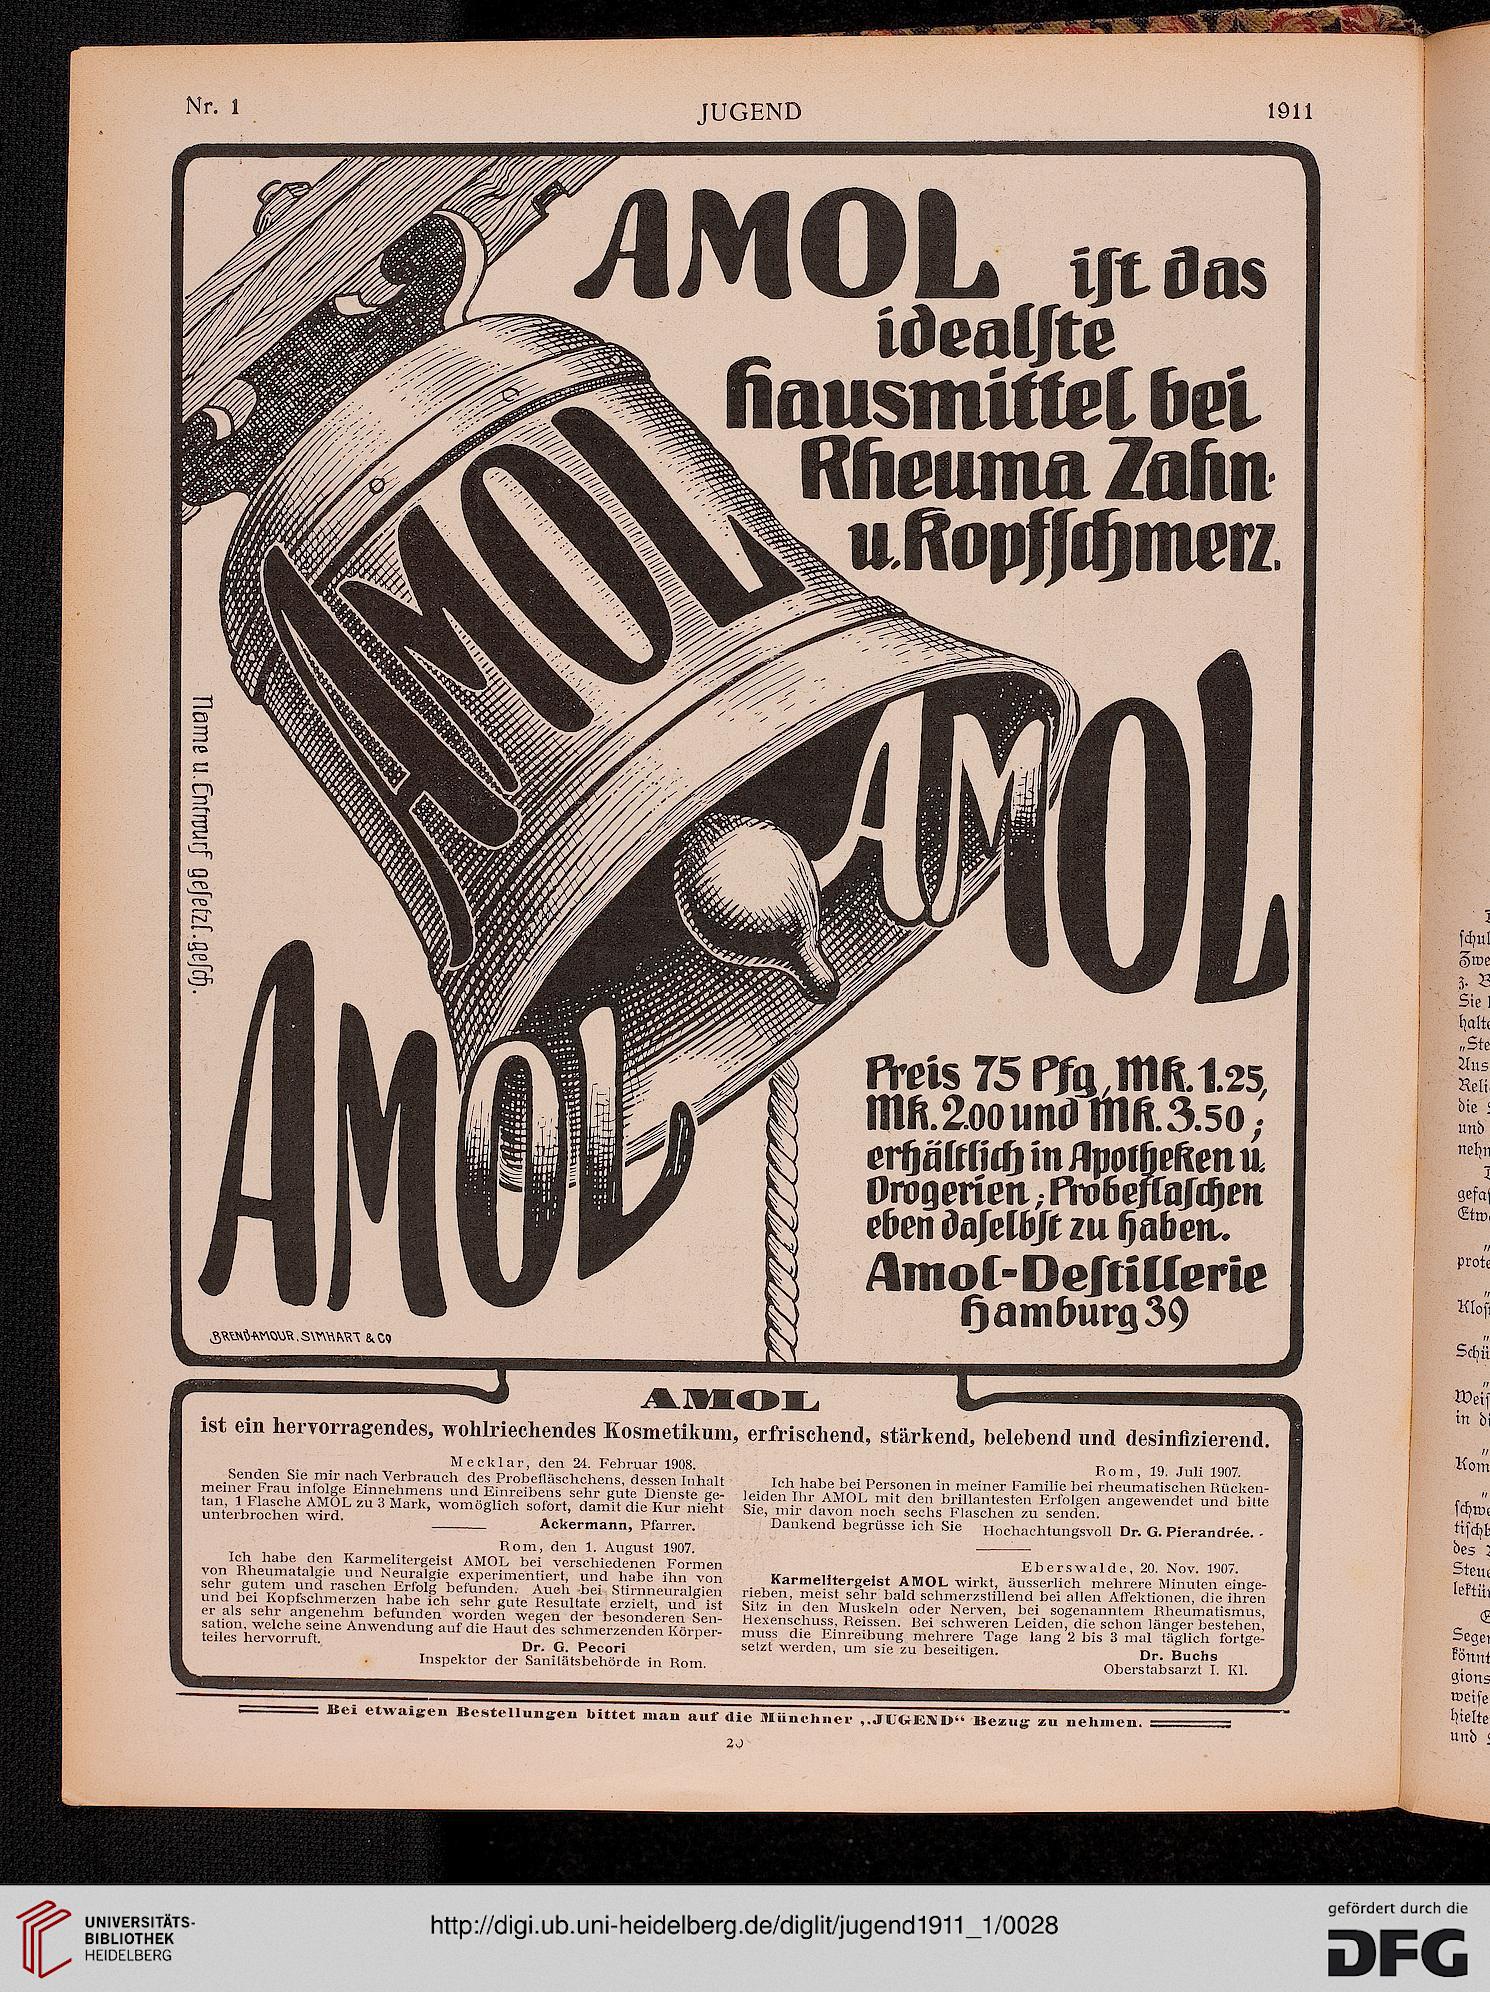 Nr. 1 JUGEND 1911
AMOL ist das
idealste
Hausmittel bei
Rheuma Zahn-
u. Kopfschmerz.
AMOL
AMOL
AMOL
Name u. Entwurf gesetzl. gesch.
Preis 75 Pfg, Mk. 1.25,
Mk. 2.00 und Mk. 3.50;
erhältlich in Apotheken u.
Drogerien; Probeflaschen
eben daselbst zu haben.
Amol-Destillerie
Hamburg 39
BREND'AMOUR, SIMHART & Co
AMOL
ist ein hervorragendes, wohlriechendes Kosmetikum, erfrischend, stärkend, belebend und desinfizierend.
Mecklar, den 24. Februar 1908.
Senden Sie mir nach Verbrauch des Probefläschchens, dessen Inhalt
meiner Frau infolge Einnehmens und Einreibens sehr gute Dienste ge-
tan, 1 Flasche AMOL zu 3 Mark, womöglich sofort, damit die Kur nicht
unterbrochen wird.
Ackermann, Pfarrer.
Rom, den 1. August 1907.
Ich habe den Karmelitergeist AMOL bei verschiedenen Formen
von Rheumatalgie und Neuralgie experimentiert, und habe ihn von
sehr gutem und raschen Erfolg befunden. Auch bei Stirnneuralgien
und bei Kopfschmerzen habe ich sehr gute Resultate erzielt, und ist
er als sehr angenehm befunden worden wegen der besonderen Sen-
sation, welche seine Anwendung auf die Haut des schmerzenden Körper-
teiles hervorruft.
Dr. G. Pecori
Inspektor der Sanitätsbehörde in Rom.
Rom, 19. Juli 1907.
Ich habe bei Personen in meiner Familie bei rheumatischen Rücken-
leiden Ihr AMOL mit den brillantesten Erfolgen angewendet und bitte
Sie, mir davon noch sechs Flaschen zu senden.
Dankend begrüsse ich Sie Hochachtungsvoll Dr. G. Pierandrée.
Eberswalde, 20. Nov. 1907.
Karmelitergeist AMOL wirkt, äusserlich mehrere Minuten einge-
rieben, meist sehr bald schmerzstillend bei allen Affektionen, die ihren
Sitz in den Muskeln oder Nerven, bei sogenanntem Rheumatismus,
Hexenschuss, Reissen. Bei schweren Leiden, die schon länger bestehen,
muss die Einreibung mehrere Tage lang 2 bis 3 mal täglich fortge-
setzt werden, um sie zu beseitigen.
Dr. Buchs
Oberstabsarzt I. Kl.
Bei etwaigen Bestellungen bittet man auf die Münchner „JUGEND“ Bezug zu nehmen.
20
UNIVERSITÄTS-
BIBLIOTHEK
HEIDELBERG
http://digi.ub.uni-heidelberg.de/diglit/jugend1911_1/0028
gefördert durch die
DFG